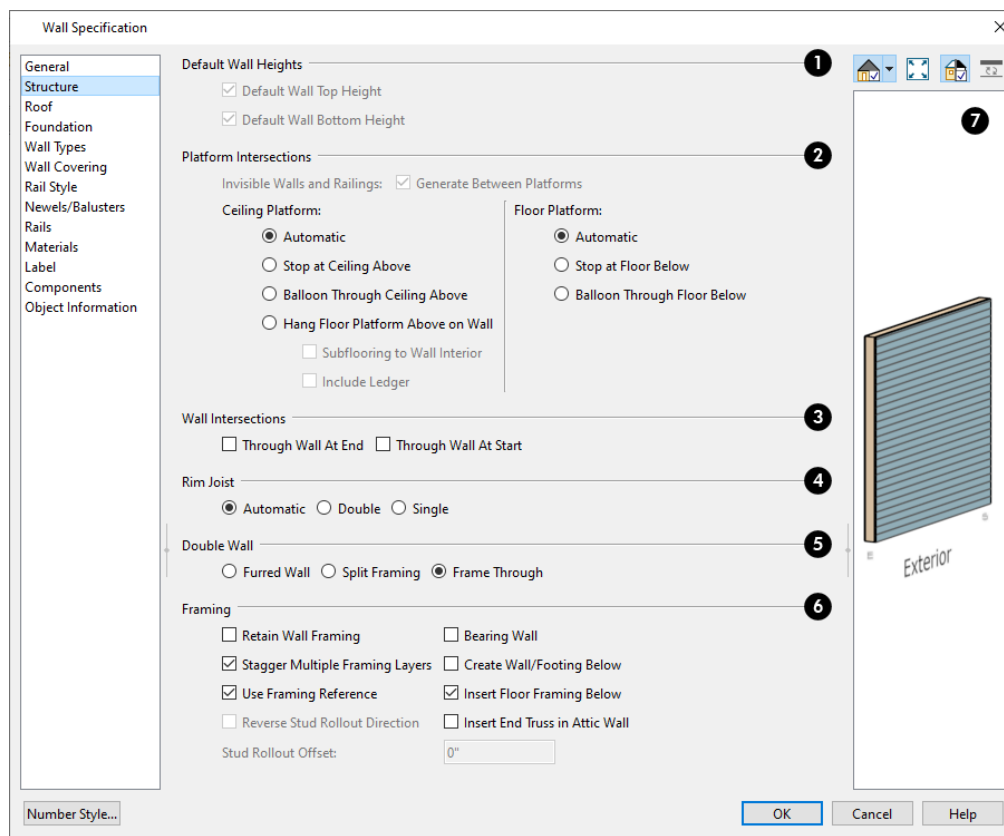 Wall Specification
General
Structure
Roof
Foundation
Wall Types
Wall Covering
Rail Style
Newels/Balusters
Rails
Materials
Label
Components
Object Information
Default Wall Heights 1
Default Wall Top Height
Default Wall Bottom Height
Platform Intersections 2
Invisible Walls and Railings: Generate Between Platforms
Ceiling Platform:
Automatic
Stop at Ceiling Above
Balloon Through Ceiling Above
Hang Floor Platform Above on Wall
Subflooring to Wall Interior
Include Ledger
Floor Platform:
Automatic
Stop at Floor Below
Balloon Through Floor Below
Wall Intersections 3
Through Wall At End Through Wall At Start
Rim Joist 4
Automatic Double Single
Double Wall 5
Furred Wall Split Framing Frame Through
Framing 6
Retain Wall Framing Bearing Wall
Stagger Multiple Framing Layers Create Wall/Footing Below
Use Framing Reference Insert Floor Framing Below
Reverse Stud Rollout Direction Insert End Truss in Attic Wall
Stud Rollout Offset: 0"
7
E S
Exterior
Number Style... OK Cancel Help